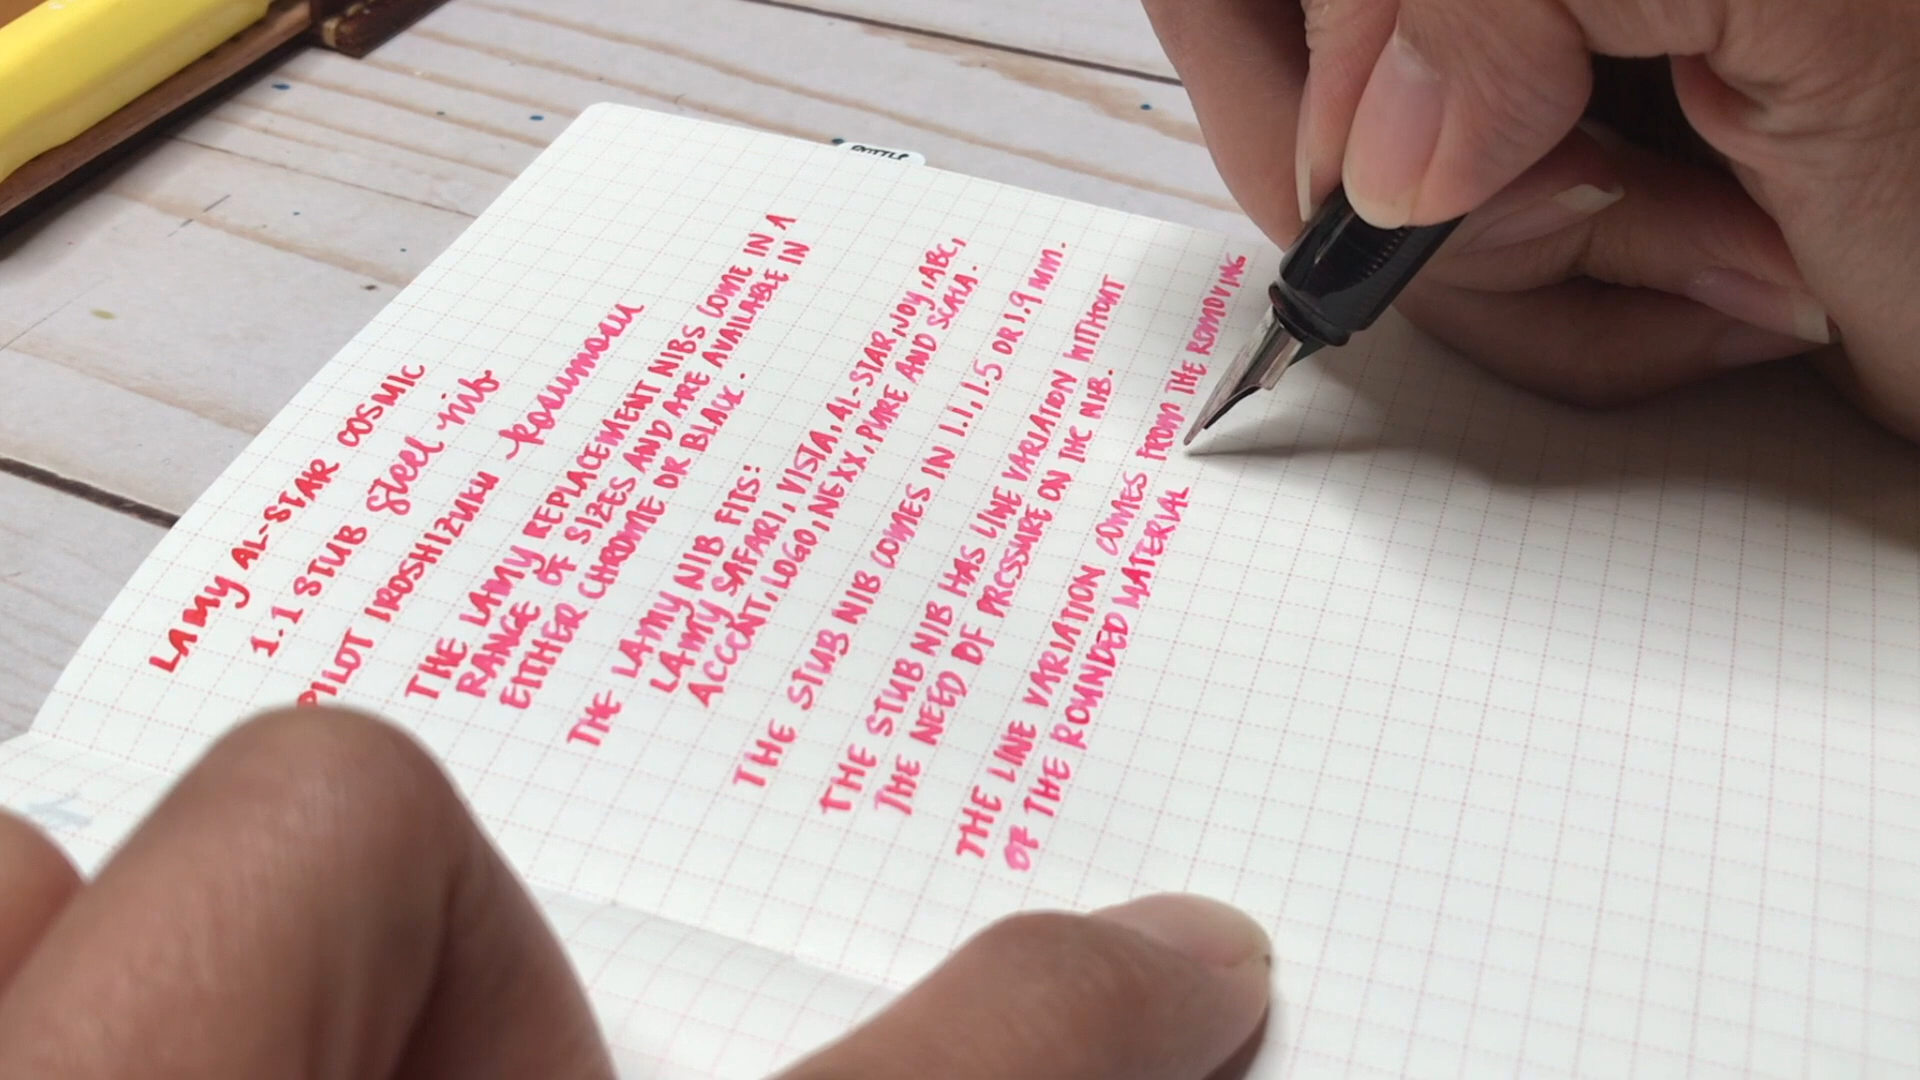 LAMY AL-STAR COSMIC
1.1 STUB steel nib
PILOT IROSHIZUKU kosumosu
THE LAMY REPLACEMENT NIBS COME IN A
RANGE OF SIZES AND ARE AVAILABLE IN
EITHER CHROME OR BLACK.
THE LAMY NIB FITS:
LAMY SAFARI, VISTA, AL-STAR, JOY, ABC,
ACCENT, LOGO, NEXX, PURE AND SCALA.
THE STUB NIB COMES IN 1.1, 1.5 OR 1.9 MM.
THE STUB NIB HAS LINE VARIATION WITHOUT
THE NEED OF PRESSURE ON THE NIB.
THE LINE VARIATION COMES FROM THE REMOVING
OF THE ROUNDED MATERIAL